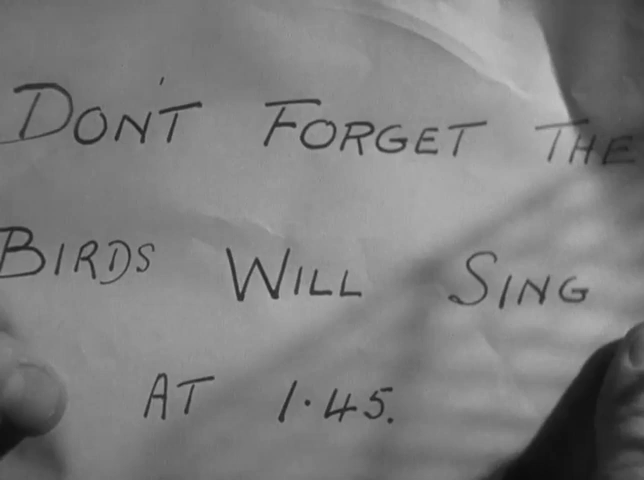 DON'T FORGET THE
BIRDS WILL SING
AT 1·45.